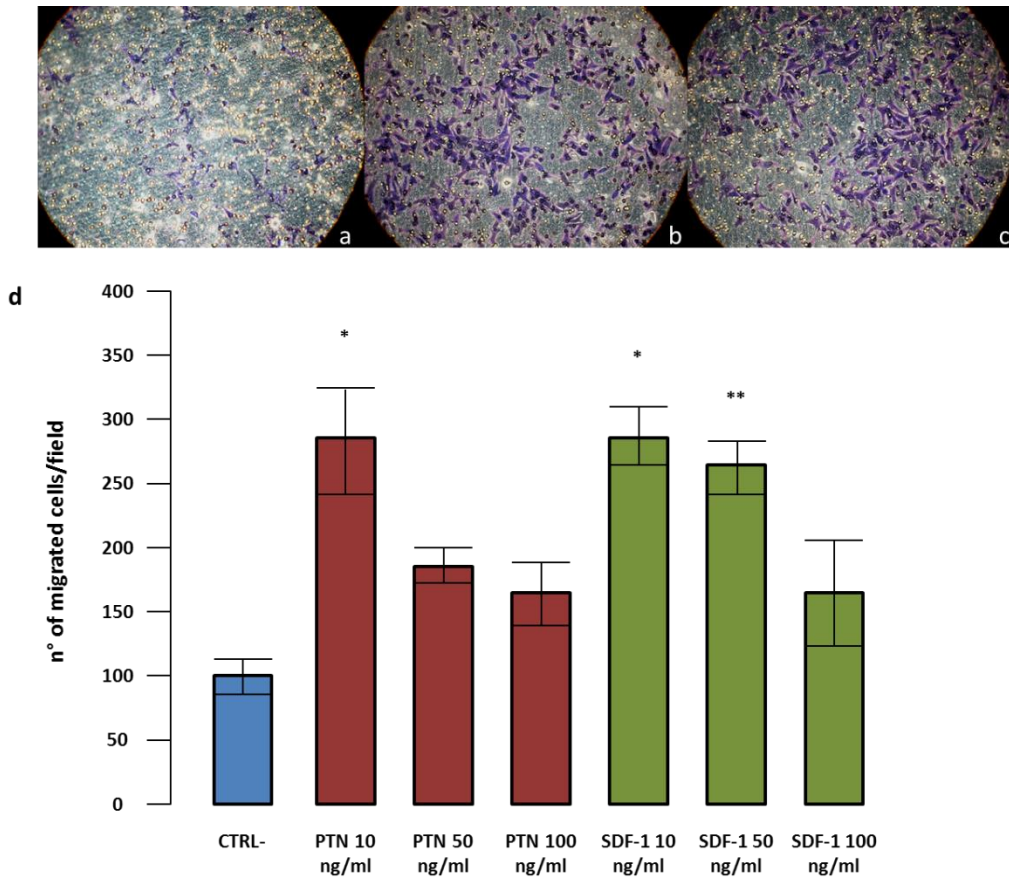 a
b
c
d
400
350
300
250
200
150
100
50
0
n° of migrated cells/field
*
*
**
CTRL-
PTN 10
ng/ml
PTN 50
ng/ml
PTN 100
ng/ml
SDF-1 10
ng/ml
SDF-1 50
ng/ml
SDF-1 100
ng/ml